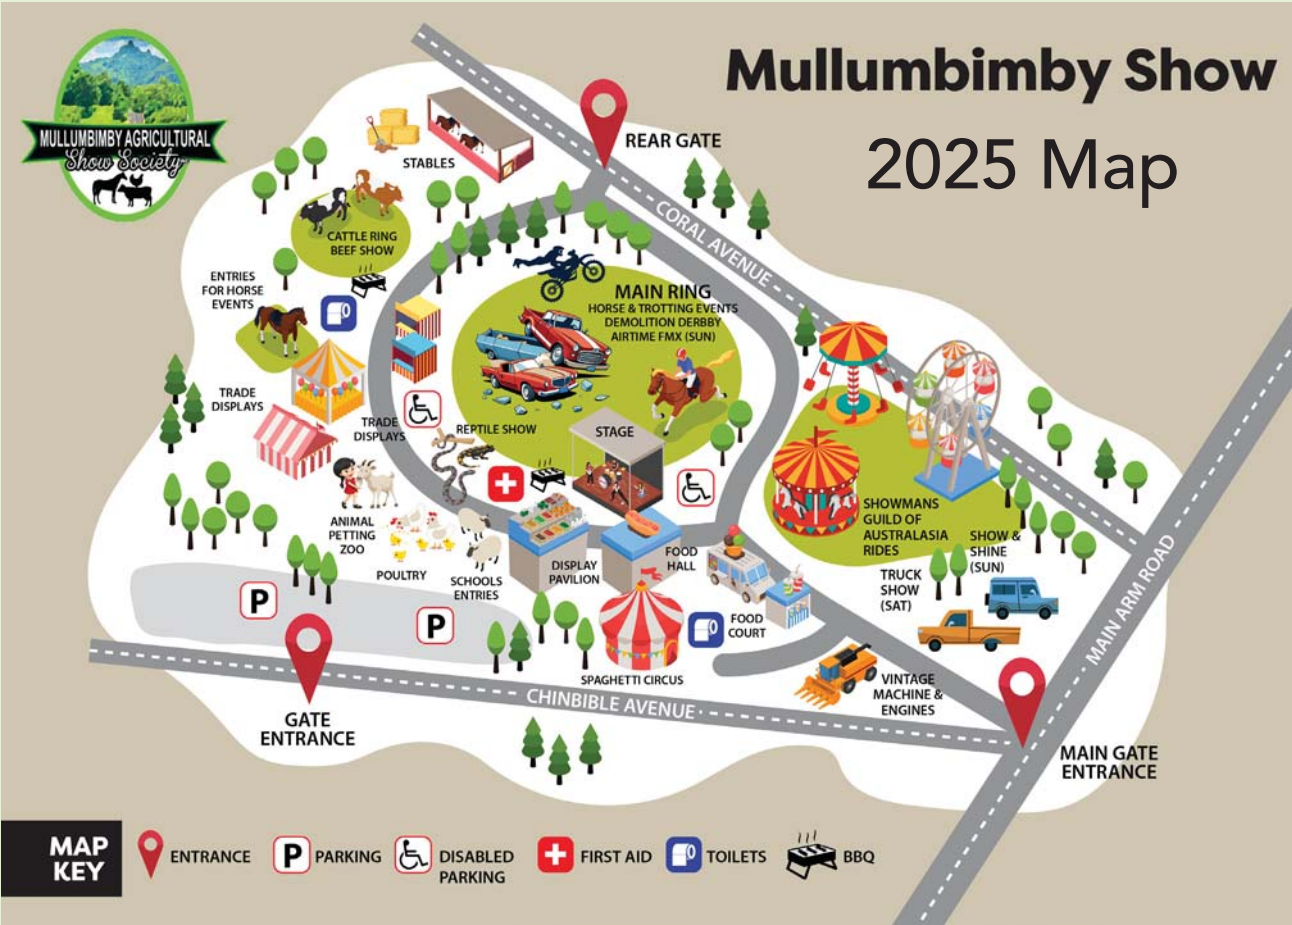 Mullumbimby Show
2025 Map
MULLUMBIMBY AGRICULTURAL
Show Society
REAR GATE
STABLES
CORAL AVENUE
CATTLE RING
BEEF SHOW
ENTRIES
FOR HORSE
EVENTS
MAIN RING
HORSE & TROTTING EVENTS
DEMOLITION DERBBY
AIRTIME FMX (SUN)
TRADE
DISPLAYS
TRADE
DISPLAYS
REPTILE SHOW
STAGE
SHOWMANS
GUILD OF
AUSTRALASIA
RIDES
SHOW &
SHINE
(SUN)
TRUCK
SHOW
(SAT)
ANIMAL
PETTING
ZOO
POULTRY
SCHOOLS
ENTRIES
DISPLAY
PAVILION
FOOD
HALL
FOOD
COURT
P
P
SPAGHETTI CIRCUS
VINTAGE
MACHINE &
ENGINES
MAIN ARM ROAD
CHINBIBLE AVENUE
GATE
ENTRANCE
MAIN GATE
ENTRANCE
MAP
KEY
ENTRANCE
P
PARKING
DISABLED
PARKING
FIRST AID
TOILETS
BBQ